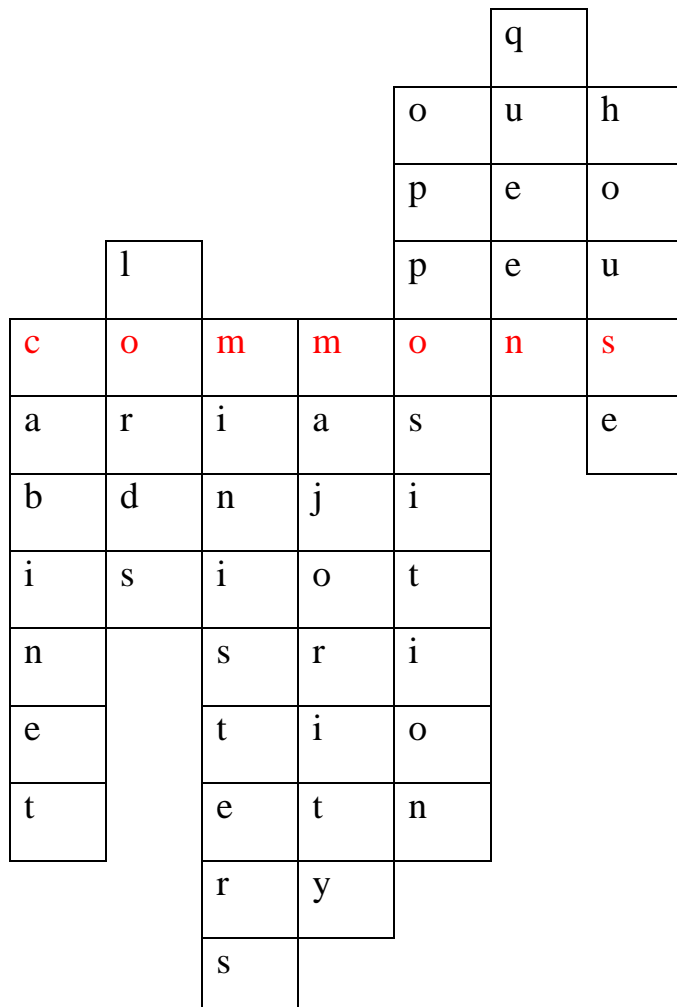 q
o u h
p e o
l p e u
c o m m o n s
a r i a s e
b d n j i
i s i o t
n s r i
e t i o
t e t n
r y
s